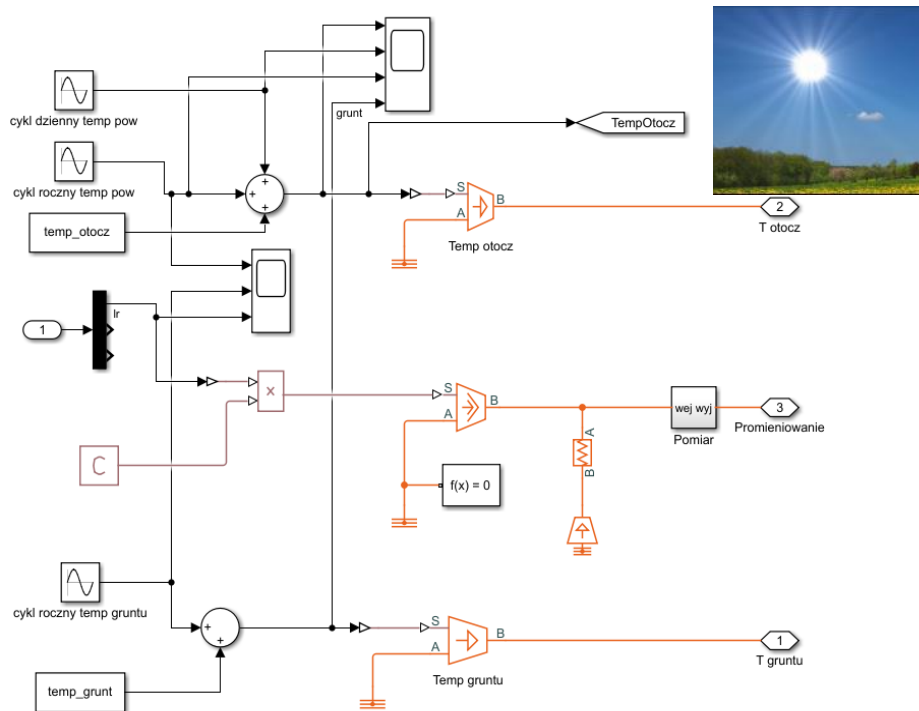 cykl dzienny temp pow
cykl roczny temp pow
temp_otocz
grunt
TempOtocz
S
A
B
Temp otocz
2
T otocz
1
Ir
×
C
S
A
B
f(x) = 0
A
B
wej wyj
Pomiar
3
Promieniowanie
cykl roczny temp gruntu
temp_grunt
S
A
B
Temp gruntu
1
T gruntu